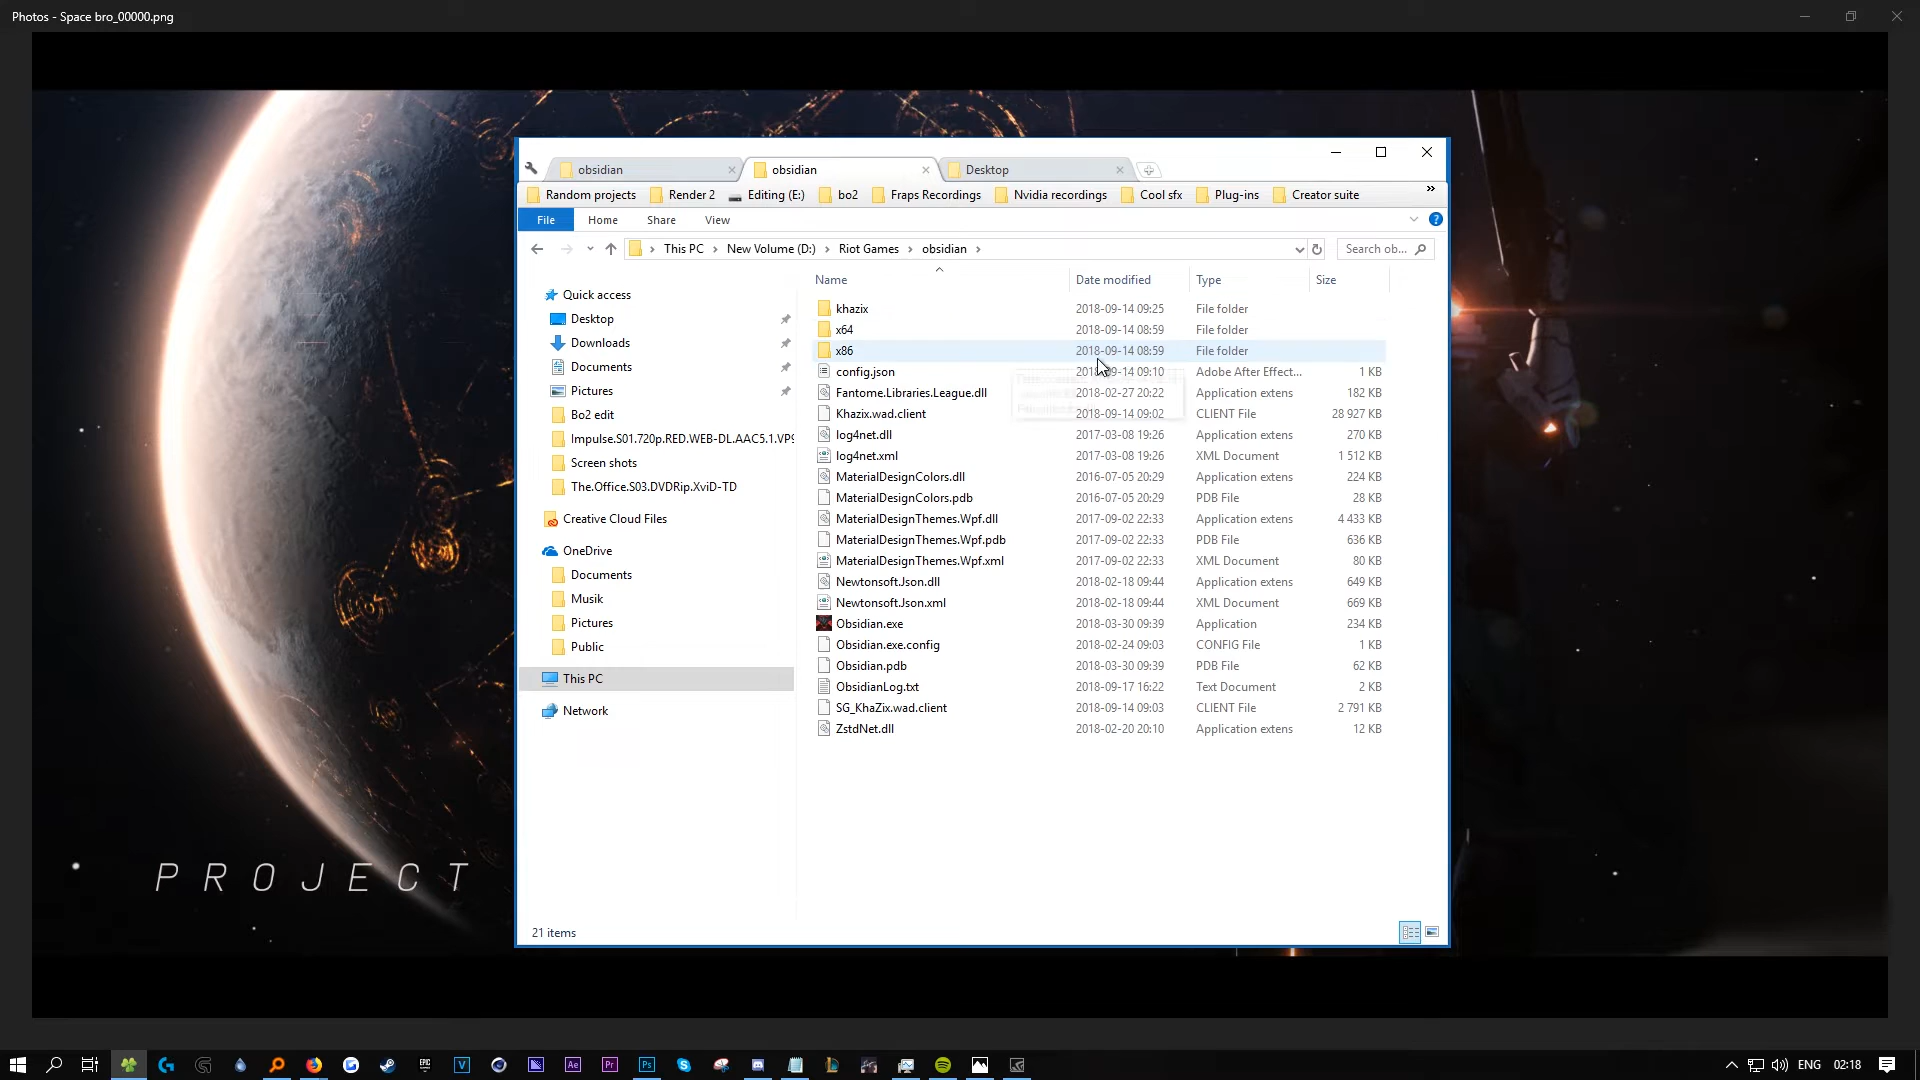 Photos - Space bro_00000.png
obsidian
obsidian
Desktop
Random projects
Render 2
Editing (E:)
bo2
Fraps Recordings
Nvidia recordings
Cool sfx
Plug-ins
Creator suite
»
File
Home
Share
View
This PC > New Volume (D:) > Riot Games > obsidian >
Search ob...
Name Date modified Type Size
Quick access
Desktop
Downloads
Documents
Pictures
Bo2 edit
Impulse.S01.720p.RED.WEB-DL.AAC5.1.VP9
Screen shots
The.Office.S03.DVDRip.XviD-TD
Creative Cloud Files
OneDrive
Documents
Musik
Pictures
Public
This PC
Network
khazix 2018-09-14 09:25 File folder
x64 2018-09-14 08:59 File folder
x86 2018-09-14 08:59 File folder
config.json 2018-09-14 09:10 Adobe After Effect... 1 KB
Fantome.Libraries.League.dll 2018-02-27 20:22 Application extens 182 KB
Khazix.wad.client 2018-09-14 09:02 CLIENT File 28 927 KB
log4net.dll 2017-03-08 19:26 Application extens 270 KB
log4net.xml 2017-03-08 19:26 XML Document 1 512 KB
MaterialDesignColors.dll 2016-07-05 20:29 Application extens 224 KB
MaterialDesignColors.pdb 2016-07-05 20:29 PDB File 28 KB
MaterialDesignThemes.Wpf.dll 2017-09-02 22:33 Application extens 4 433 KB
MaterialDesignThemes.Wpf.pdb 2017-09-02 22:33 PDB File 636 KB
MaterialDesignThemes.Wpf.xml 2017-09-02 22:33 XML Document 80 KB
Newtonsoft.Json.dll 2018-02-18 09:44 Application extens 649 KB
Newtonsoft.Json.xml 2018-02-18 09:44 XML Document 669 KB
Obsidian.exe 2018-03-30 09:39 Application 234 KB
Obsidian.exe.config 2018-02-24 09:03 CONFIG File 1 KB
Obsidian.pdb 2018-03-30 09:39 PDB File 62 KB
ObsidianLog.txt 2018-09-17 16:22 Text Document 2 KB
SG_KhaZix.wad.client 2018-09-14 09:03 CLIENT File 2 791 KB
ZstdNet.dll 2018-02-20 20:10 Application extens 12 KB
21 items
PROJECT
EPIC
V
Ae
Pr
Ps
ENG
02:18